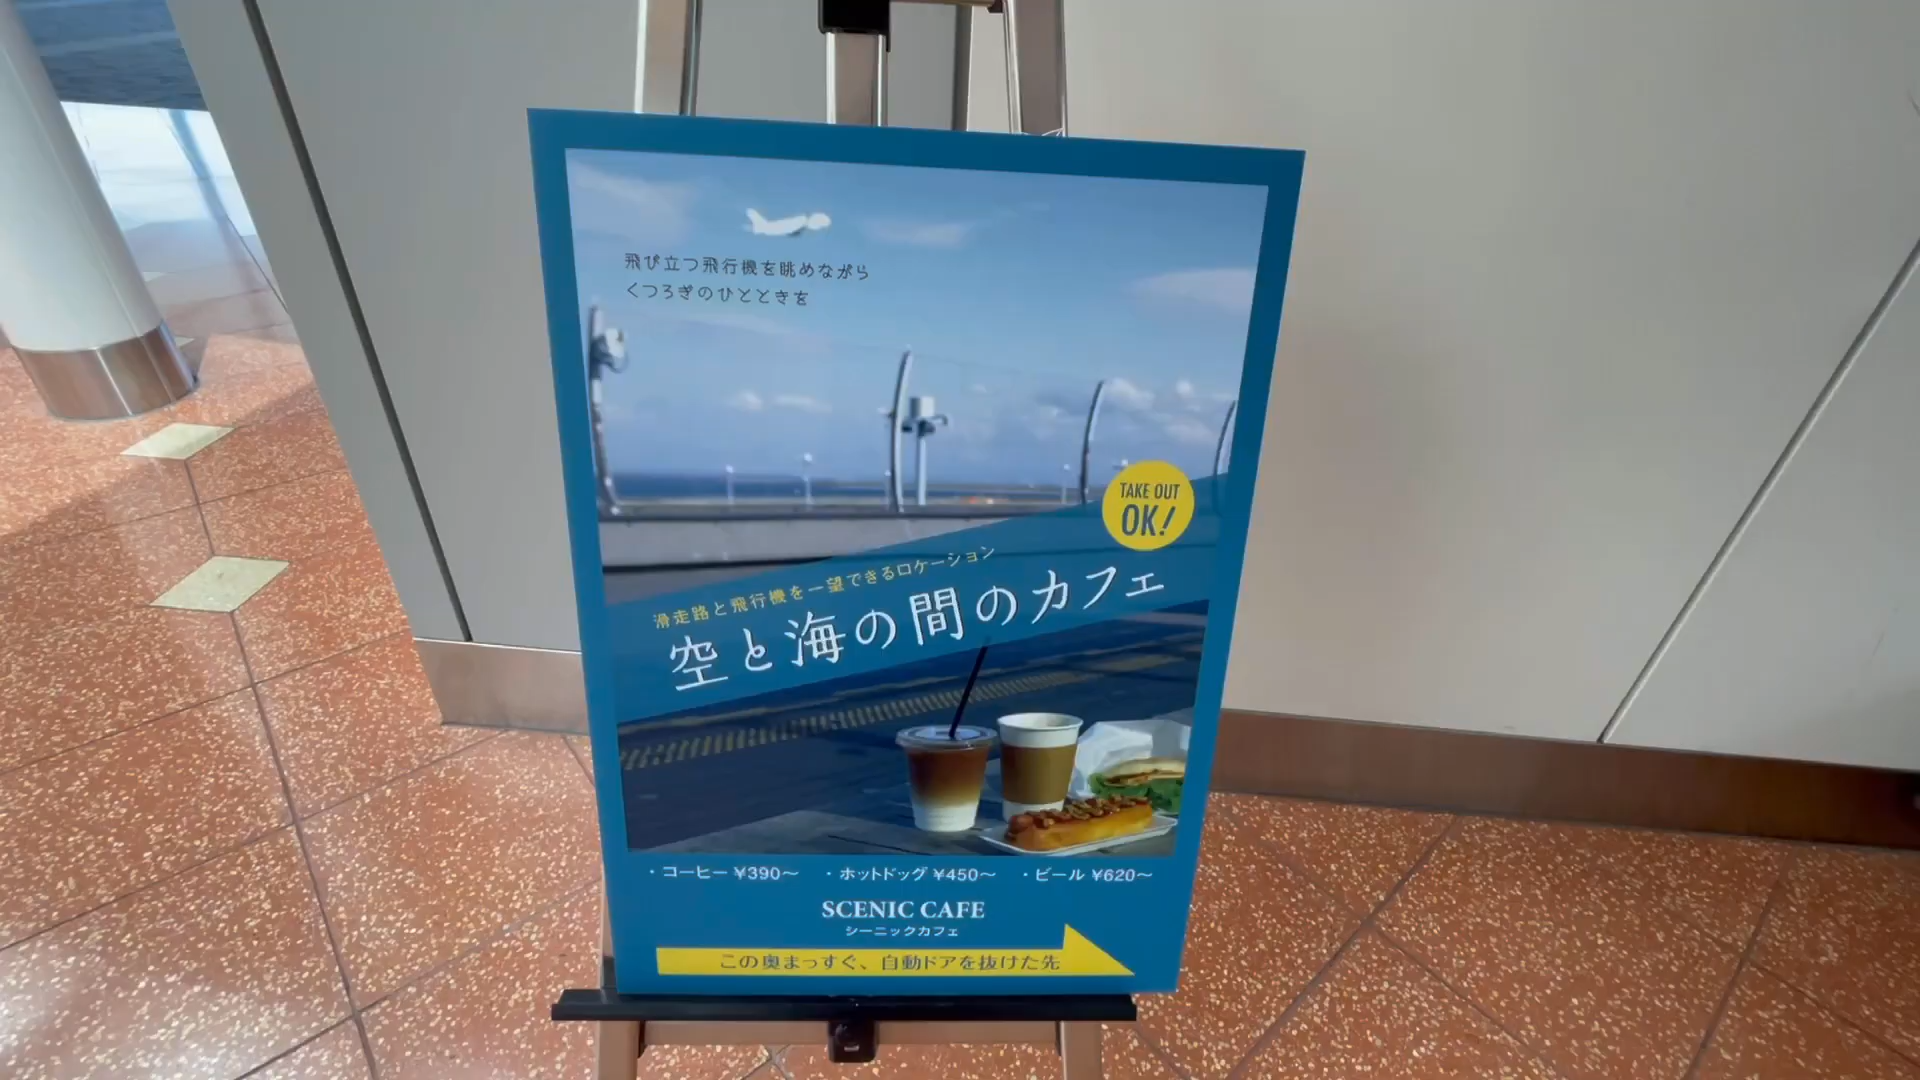 飛び立つ飛行機を眺めながら
くつろぎのひとときを
TAKE OUT
OK!
滑走路と飛行機を一望できるロケーション
空と海の間のカフェ
・コーヒー ¥390〜 ・ホットドッグ ¥450〜 ・ビール ¥620〜
SCENIC CAFE
シーニックカフェ
この奥まっすぐ、自動ドアを抜けた先